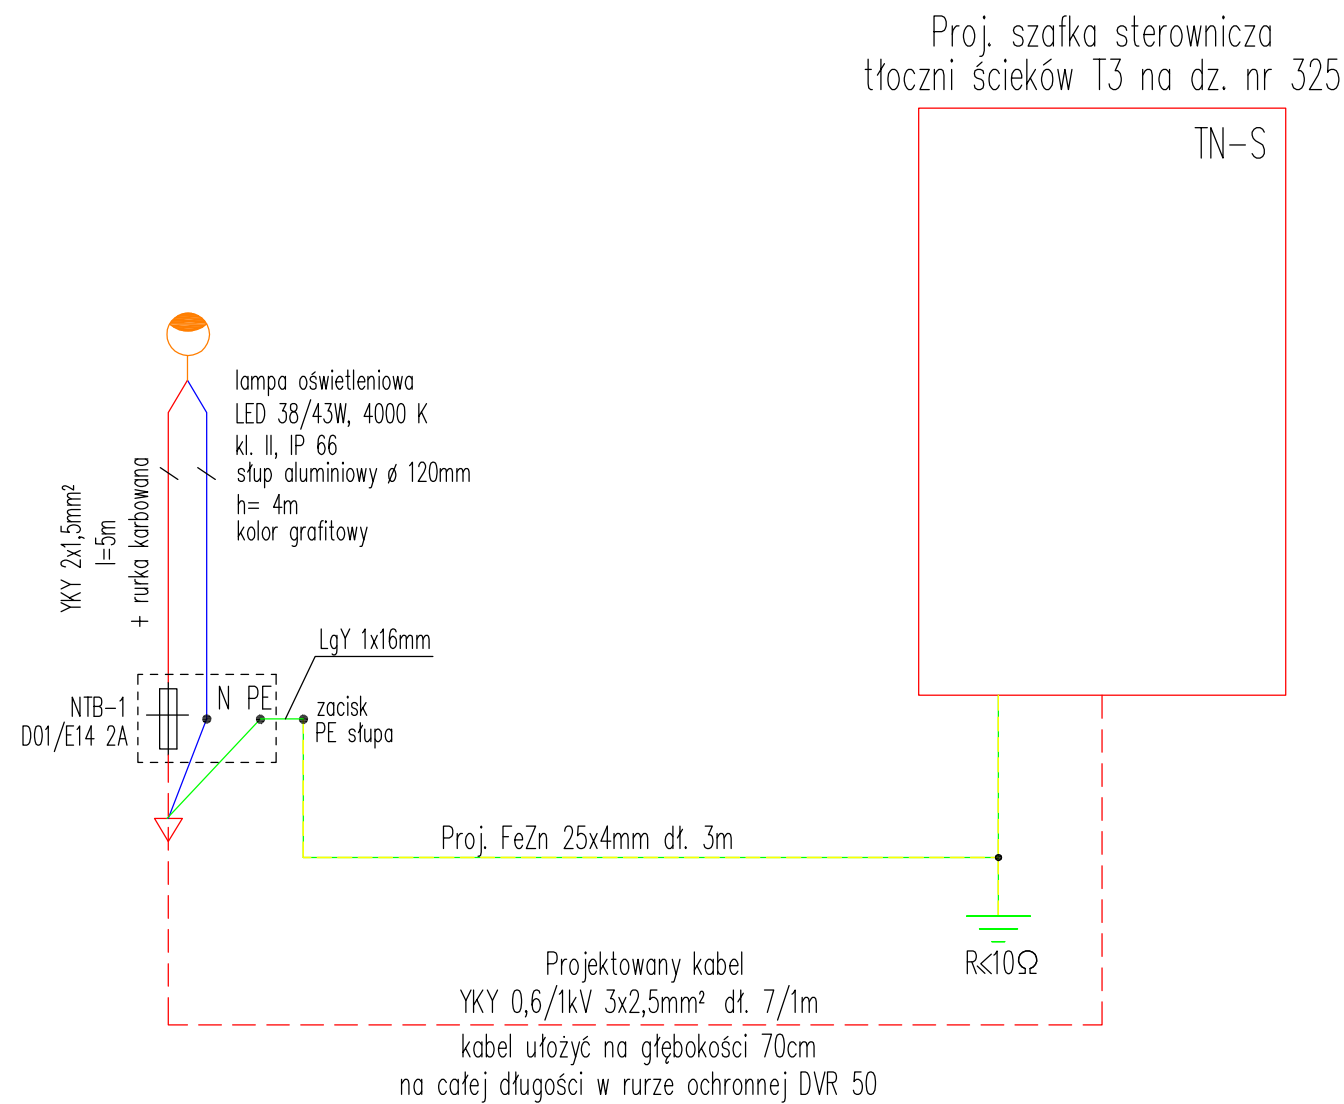 Proj. szafka sterownicza
tłoczni ścieków T3 na dz. nr 325
TN-S
lampa oświetleniowa
LED 38/43W, 4000 K
kl. II, IP 66
słup aluminiowy ø 120mm
h= 4m
kolor grafitowy
YKY 2x1,5mm²
l=5m
+ rurka karbowana
LgY 1x16mm
NTB-1
D01/E14 2A
N PE
zacisk
PE słupa
Proj. FeZn 25x4mm dł. 3m
R≤10Ω
Projektowany kabel
YKY 0,6/1kV 3x2,5mm² dł. 7/1m
kabel ułożyć na głębokości 70cm
na całej długości w rurze ochronnej DVR 50